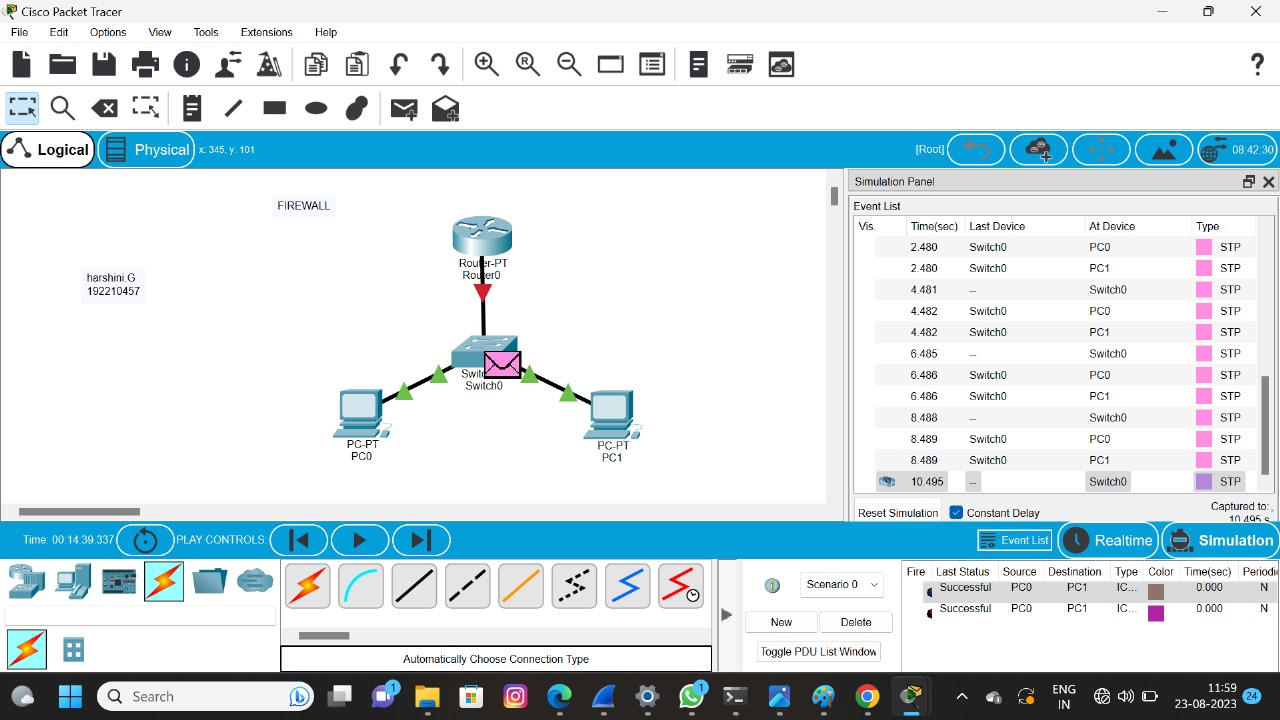 Cisco Packet Tracer
File Edit Options View Tools Extensions Help
Logical Physical x: 345, y: 101 [Root] 08:42:30
FIREWALL
harshini.G
192210457
Router-PT
Router0
Switch0
PC-PT
PC0
PC-PT
PC1
Simulation Panel
Event List
Vis. Time(sec) Last Device At Device Type
2.480 Switch0 PC0 STP
2.480 Switch0 PC1 STP
4.481 -- Switch0 STP
4.482 Switch0 PC0 STP
4.482 Switch0 PC1 STP
6.485 -- Switch0 STP
6.486 Switch0 PC0 STP
6.486 Switch0 PC1 STP
8.488 -- Switch0 STP
8.489 Switch0 PC0 STP
8.489 Switch0 PC1 STP
10.495 -- Switch0 STP
Reset Simulation Constant Delay Captured to:
10.495 s
Time: 00:14:39.337 PLAY CONTROLS: Event List Realtime Simulation
Scenario 0
New Delete
Toggle PDU List Window
Fire Last Status Source Destination Type Color Time(sec) Periodic
Successful PC0 PC1 IC... 0.000 N
Successful PC0 PC1 IC... 0.000 N
Automatically Choose Connection Type
Search
1
1
ENG
IN
11:59
23-08-2023
24